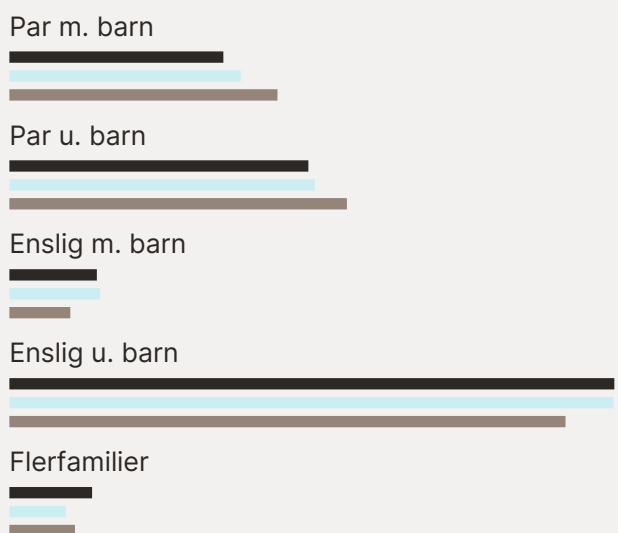 Par m. barn
Par u. barn
Enslig m. barn
Enslig u. barn
Flerfamilier